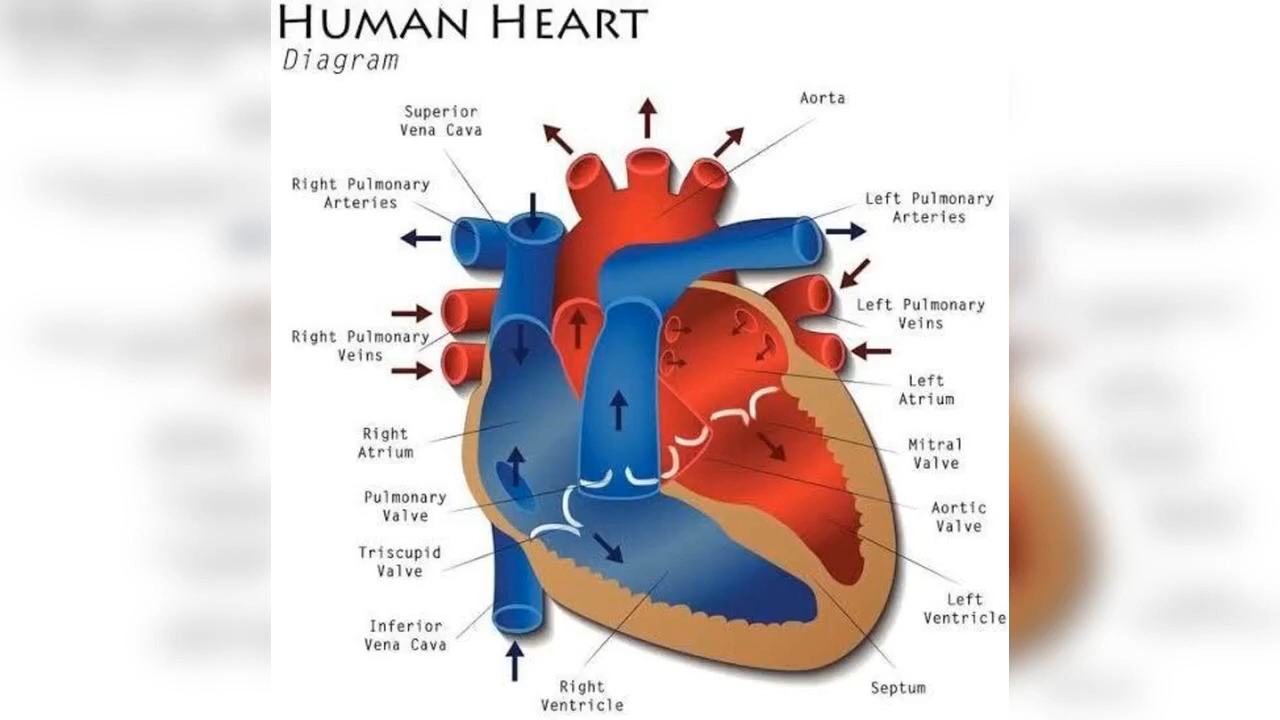 HUMAN HEART
Diagram
Superior
Vena Cava
Aorta
Right Pulmonary
Arteries
Left Pulmonary
Arteries
Right Pulmonary
Veins
Left Pulmonary
Veins
Left
Atrium
Right
Atrium
Mitral
Valve
Pulmonary
Valve
Aortic
Valve
Triscupid
Valve
Left
Ventricle
Inferior
Vena Cava
Right
Ventricle
Septum